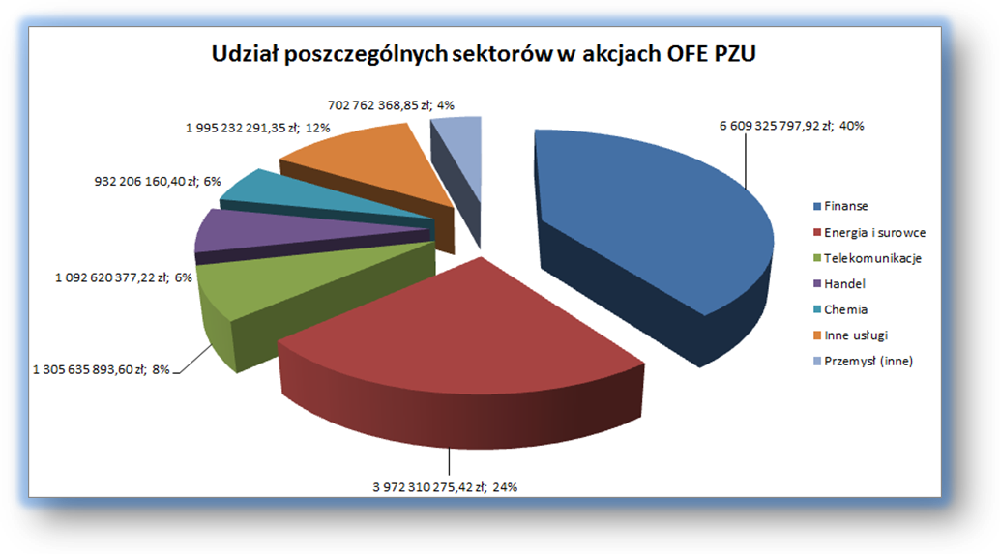 Udział poszczególnych sektorów w akcjach OFE PZU
702 762 368,85 zł; 4%
1 995 232 291,35 zł; 12%
6 609 325 797,92 zł; 40%
932 206 160,40 zł; 6%
1 092 620 377,22 zł; 6%
1 305 635 893,60 zł; 8%
3 972 310 275,42 zł; 24%
Finanse
Energia i surowce
Telekomunikacje
Handel
Chemia
Inne usługi
Przemysł (inne)